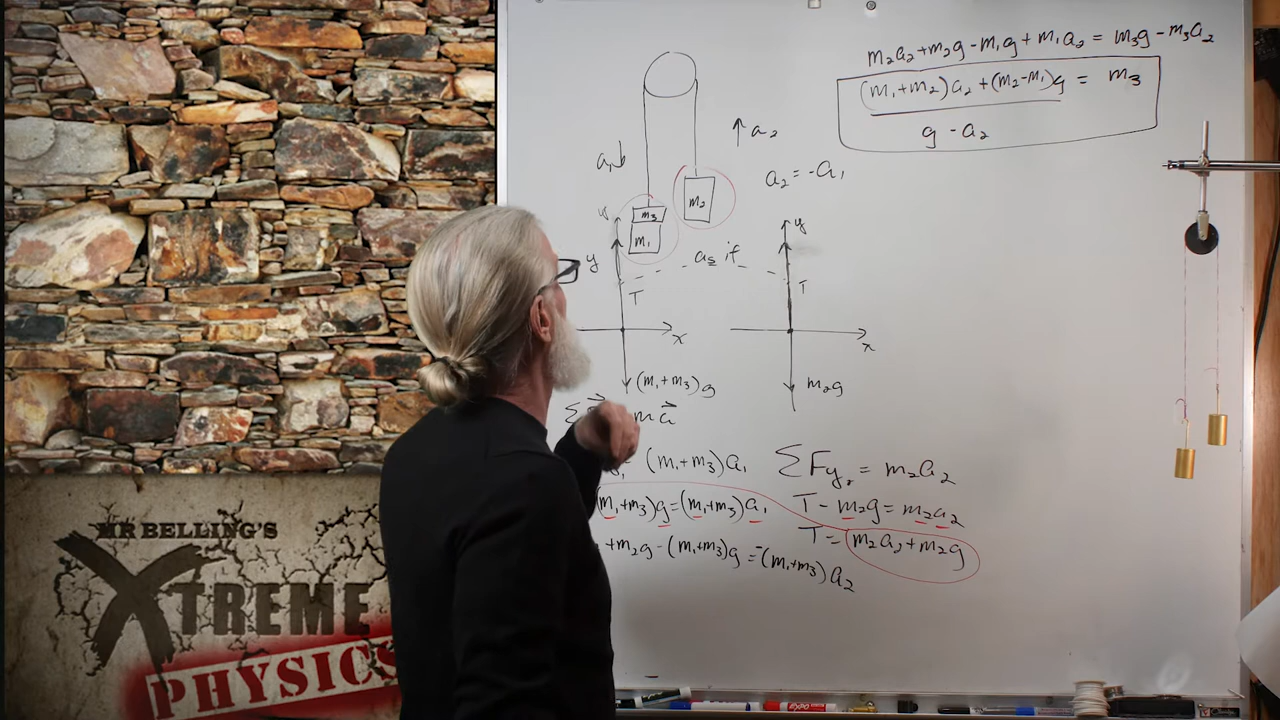 m₂a₂+m₂g-m₁g+m₁a₂ = m₃g-m₃a₂
(m₁+m₂)a₂+(m₂-m₁)g = m₃
g - a₂
↑a₂
a₁↓
a₂ = -a₁
m₂
m₃
m₁
y
y
as if
T
T
x
x
(m₁+m₃)g
m₂g
Σ
ma⃗
(m₁+m₃)a₁
ΣFy₂ = m₂a₂
(m₁+m₃)g=(m₁+m₃)a₁
T - m₂g = m₂a₂
T = m₂a₂+m₂g
+m₂g-(m₁+m₃)g=-(m₁+m₃)a₂
MR BELLING'S
XTREME
PHYSICS